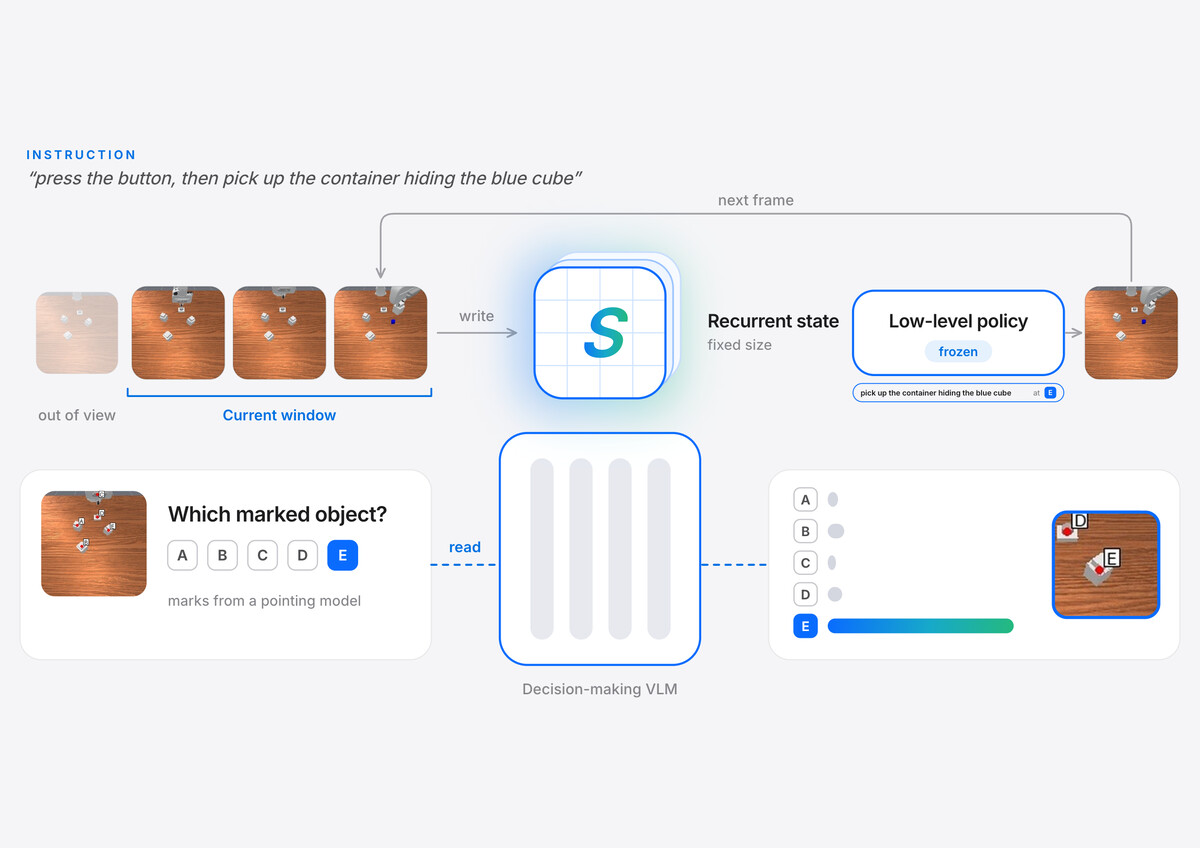 INSTRUCTION
“press the button, then pick up the container hiding the blue cube”
next frame
write
S
Recurrent state
fixed size
Low-level policy
frozen
pick up the container hiding the blue cube at E
out of view
Current window
Which marked object?
A B C D E
marks from a pointing model
read
Decision-making VLM
A
B
C
D
E
D
E